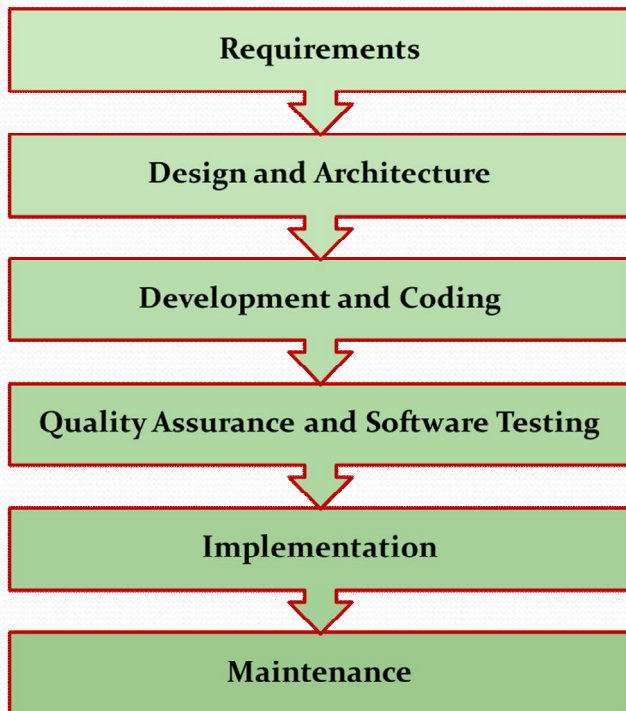 Requirements
Design and Architecture
Development and Coding
Quality Assurance and Software Testing
Implementation
Maintenance